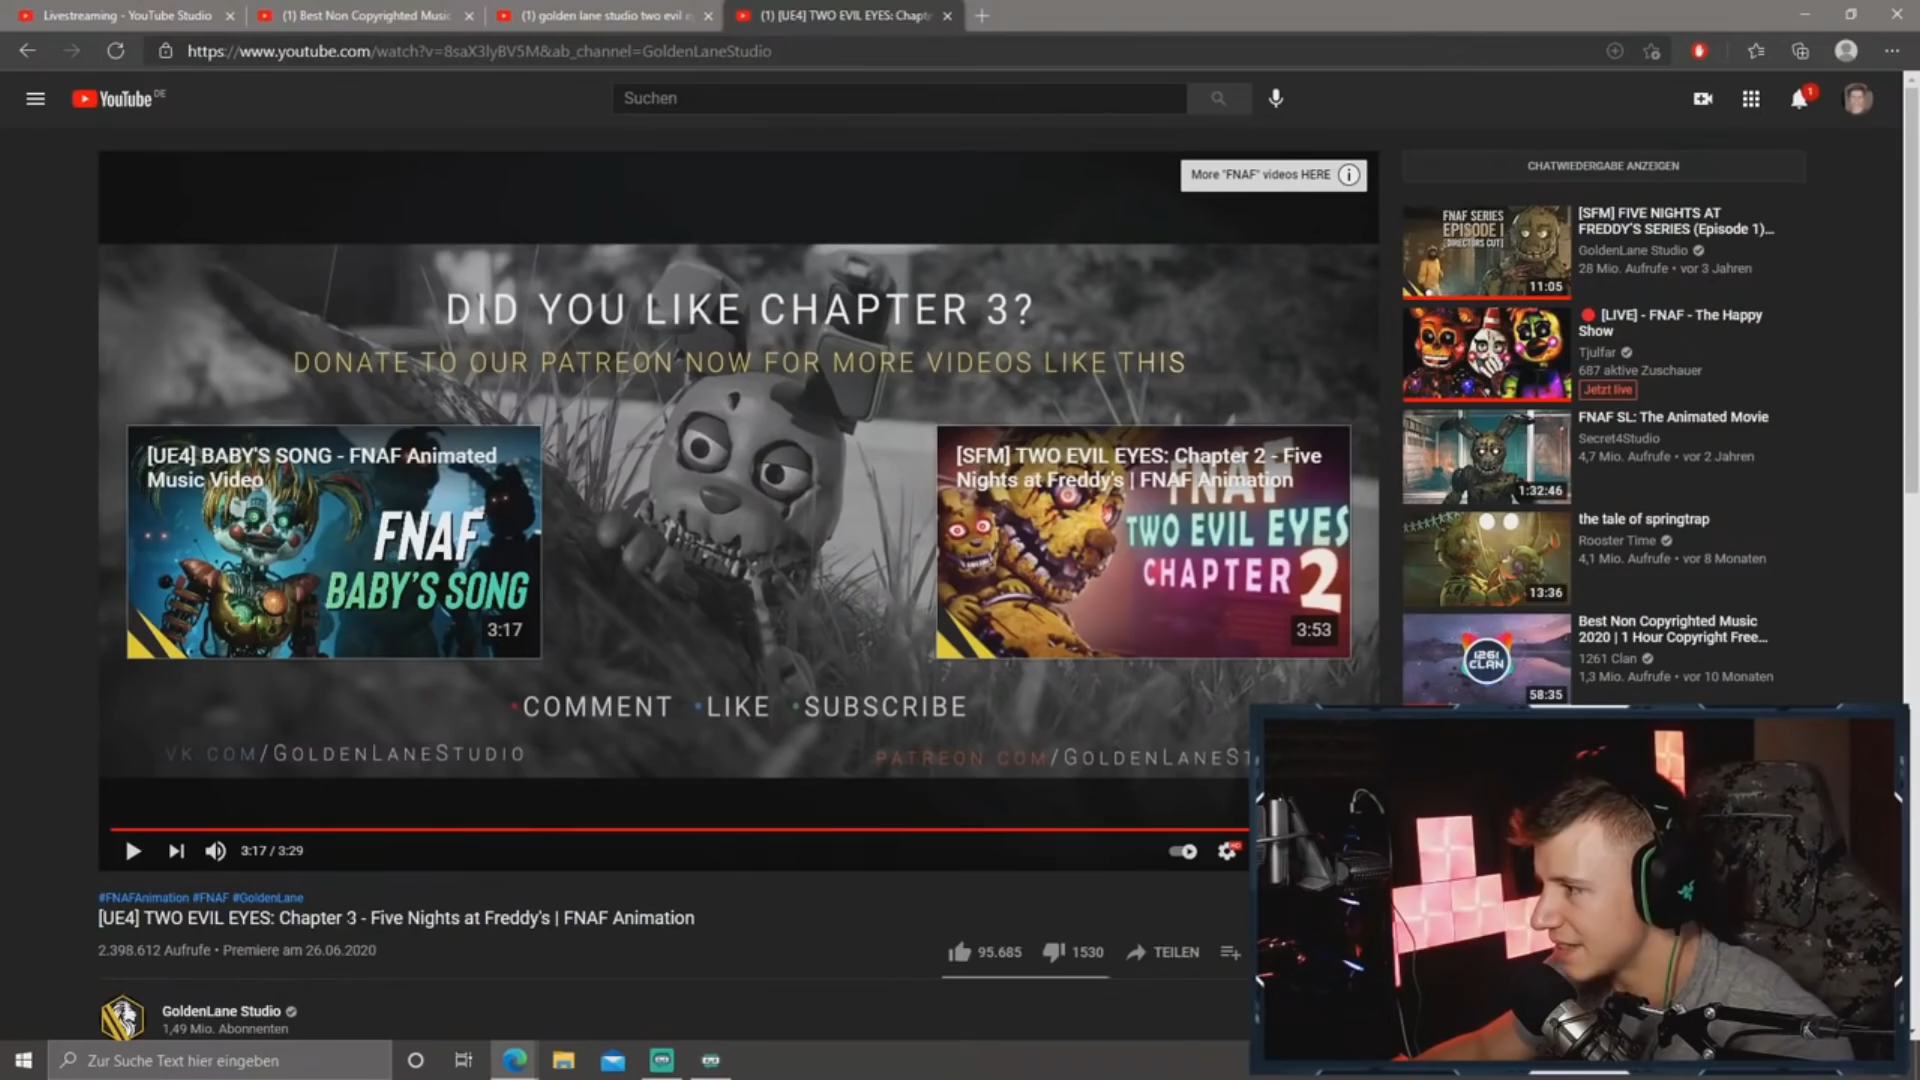 Livestreaming - YouTube Studio
(1) Best Non Copyrighted Music
(1) golden lane studio two evil e
(1) [UE4] TWO EVIL EYES: Chapt
https://www.youtube.com/watch?v=8saX3lyBV5M&ab_channel=GoldenLaneStudio
YouTube DE
Suchen
1
More "FNAF" videos HERE
DID YOU LIKE CHAPTER 3?
DONATE TO OUR PATREON NOW FOR MORE VIDEOS LIKE THIS
[UE4] BABY'S SONG - FNAF Animated
Music Video
FNAF
BABY'S SONG
3:17
[SFM] TWO EVIL EYES: Chapter 2 - Five
Nights at Freddy's | FNAF Animation
FNAF
TWO EVIL EYES
CHAPTER 2
3:53
COMMENT LIKE SUBSCRIBE
VK.COM/GOLDENLANESTUDIO
PATREON.COM/GOLDENLANEST
3:17 / 3:29
HD
#FNAFAnimation #FNAF #GoldenLane
[UE4] TWO EVIL EYES: Chapter 3 - Five Nights at Freddy's | FNAF Animation
2.398.612 Aufrufe • Premiere am 26.06.2020
95.685
1530
TEILEN
GoldenLane Studio
1,49 Mio. Abonnenten
CHATWIEDERGABE ANZEIGEN
FNAF SERIES
EPISODE I
[DIRECTORS CUT]
11:05
[SFM] FIVE NIGHTS AT
FREDDY'S SERIES (Episode 1)...
GoldenLane Studio
28 Mio. Aufrufe • vor 3 Jahren
[LIVE] - FNAF - The Happy
Show
Tjulfar
687 aktive Zuschauer
Jetzt live
1:32:46
FNAF SL: The Animated Movie
Secret4Studio
4,7 Mio. Aufrufe • vor 2 Jahren
13:36
the tale of springtrap
Rooster Time
4,1 Mio. Aufrufe • vor 8 Monaten
1261
CLAN
58:35
Best Non Copyrighted Music
2020 | 1 Hour Copyright Free...
1261 Clan
1,3 Mio. Aufrufe • vor 10 Monaten
Zur Suche Text hier eingeben